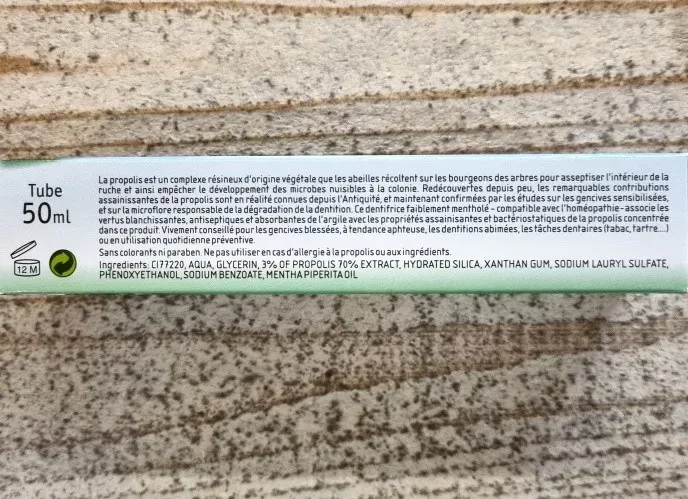 Tube
50ml
12 M
La propolis est un complexe résineux d'origine végétale que les abeilles récoltent sur les bourgeons des arbres pour asseptiser l'intérieur de la
ruche et ainsi empêcher le développement des microbes nuisibles à la colonie. Redécouvertes depuis peu, les remarquables contributions
assainissantes de la propolis sont en réalité connues depuis l'Antiquité, et maintenant confirmées par les études sur les gencives sensibilisées,
et sur la microflore responsable de la dégradation de la dentition. Ce dentifrice faiblement mentholé - compatible avec l'homéopathie - associe les
vertus blanchissantes, antiseptiques et absorbantes de l'argile avec les propriétés assainisantes et bactériostatiques de la propolis concentrée
dans ce produit. Vivement conseillé pour les gencives blessées, à tendance aphteuse, les dentitions abimées, les tâches dentaires (tabac, tartre...)
ou en utilisation quotidienne préventive.
Sans colorants ni paraben. Ne pas utiliser en cas d'allergie à la propolis ou aux ingrédients.
Ingredients: CI77220, AQUA, GLYCERIN, 3% OF PROPOLIS 70% EXTRACT, HYDRATED SILICA, XANTHAN GUM, SODIUM LAURYL SULFATE,
PHENOXYETHANOL, SODIUM BENZOATE, MENTHA PIPERITA OIL